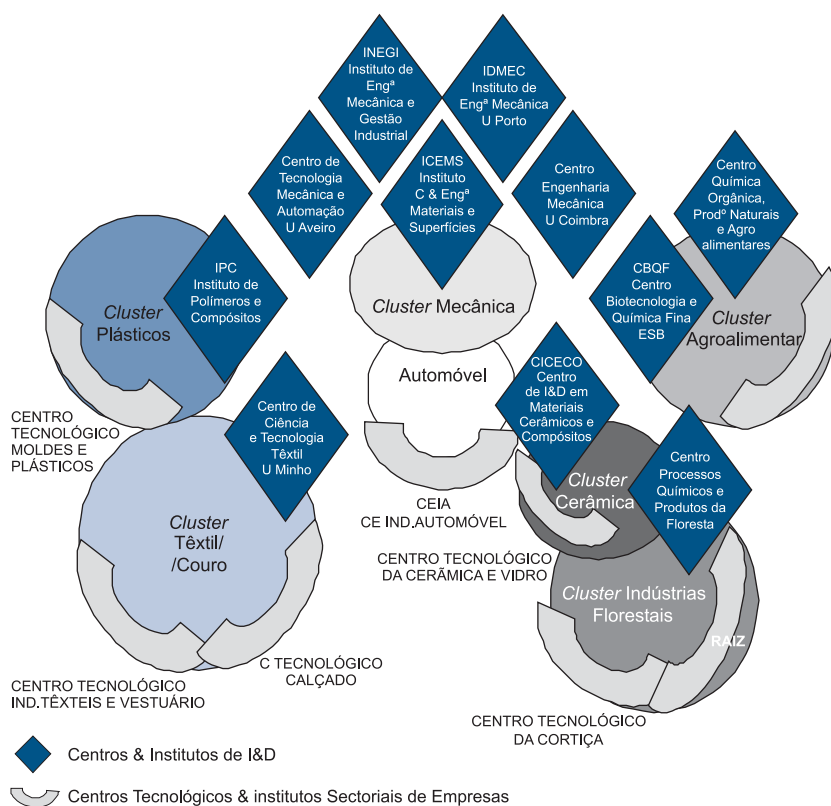 INEGI
Instituto de
Engª
Mecânica e
Gestão
Industrial
IDMEC
Instituto de
Engª Mecânica
U Porto
Centro de
Tecnologia
Mecânica e
Automação
U Aveiro
ICEMS
Instituto
C & Engª
Materiais e
Superfícies
Centro
Engenharia
Mecânica
U Coimbra
Centro
Química
Orgânica,
Prodº Naturais
e Agro
alimentares
IPC
Instituto de
Polímeros e
Compósitos
CBQF
Centro
Biotecnologia e
Química Fina
ESB
Cluster
Plásticos
Cluster Mecânica
Cluster
Agroalimentar
Automóvel
CICECO
Centro
de I&D em
Materiais
Cerâmicos e
Compósitos
CENTRO
TECNOLÓGICO
MOLDES E
PLÁSTICOS
Centro de
Ciência
e Tecnologia
Têxtil
U Minho
Centro
Processos
Químicos e
Produtos da
Floresta
Cluster
Cerâmica
CEIA
CE IND.AUTOMÓVEL
Cluster
Têxtil/
/Couro
CENTRO TECNOLÓGICO
DA CERÃMICA E VIDRO
Cluster Indústrias
Florestais
RAIZ
C TECNOLÓGICO
CALÇADO
CENTRO TECNOLÓGICO
IND.TÊXTEIS E VESTUÁRIO
CENTRO TECNOLÓGICO
DA CORTIÇA
Centros & Institutos de I&D
Centros Tecnológicos & institutos Sectoriais de Empresas